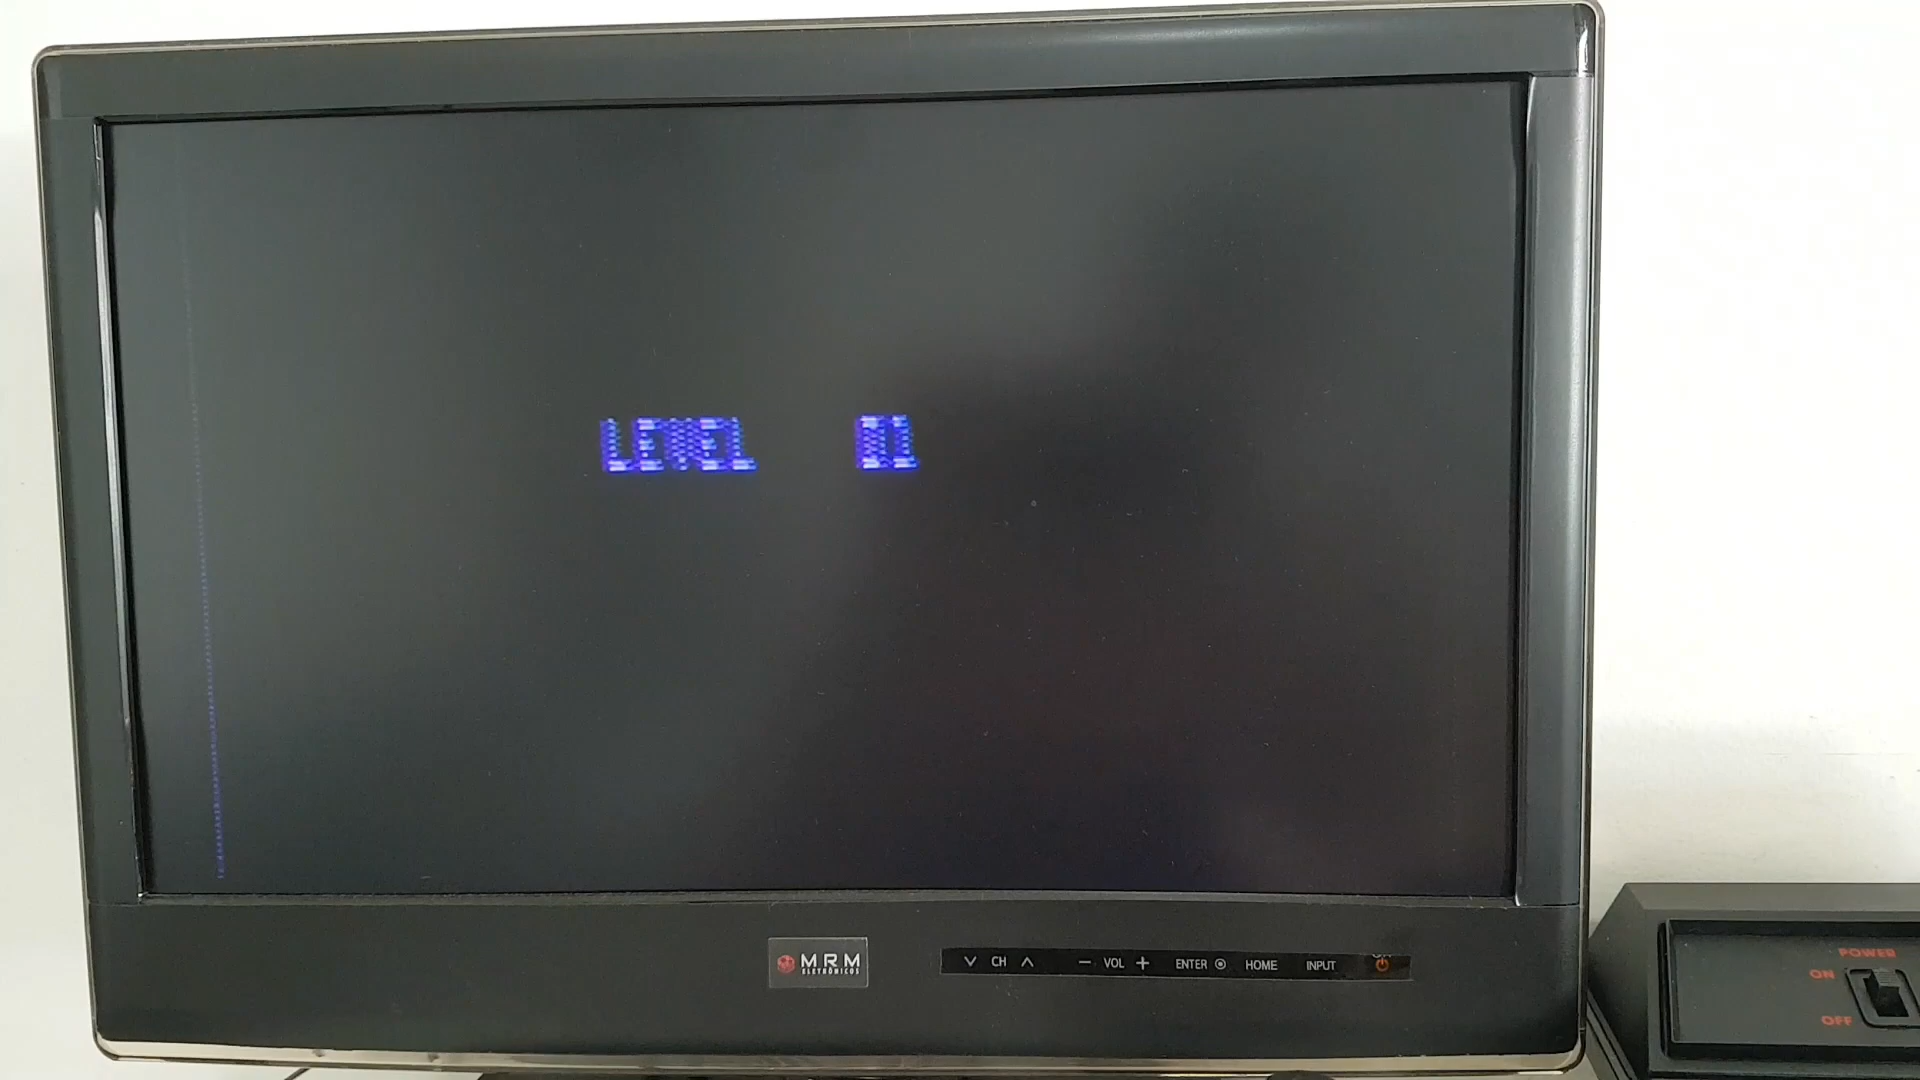 LEVEL 01
MRM
ELETRÔNICOS
CH - VOL + ENTER HOME INPUT
POWER
ON
OFF